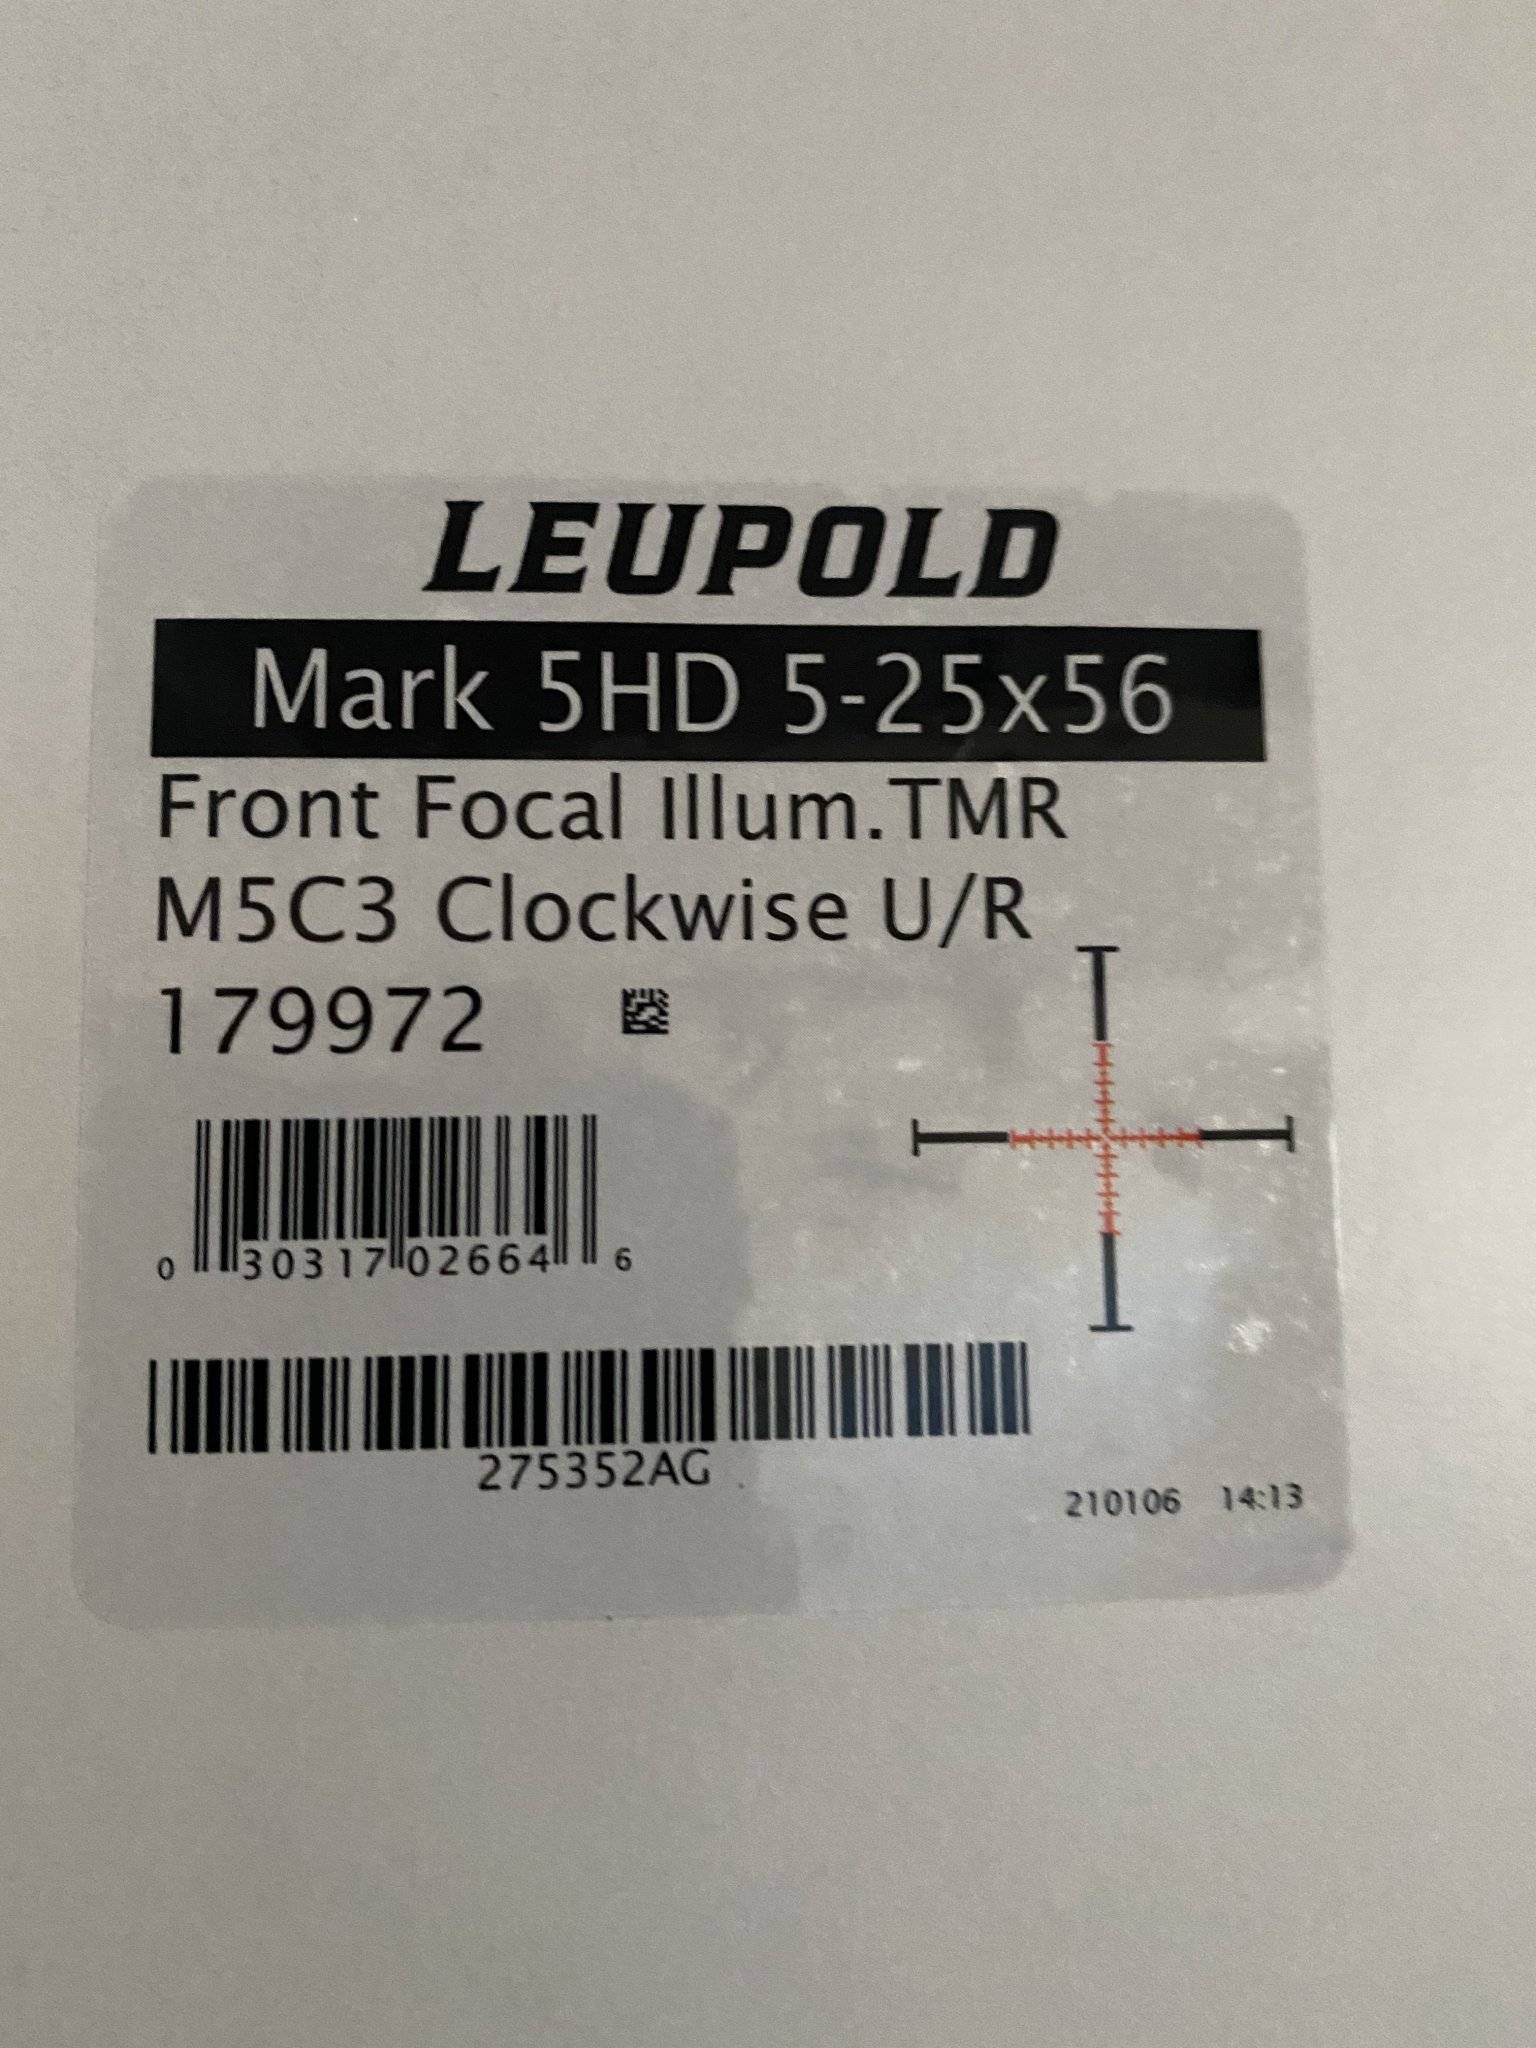 LEUPOLD
Mark 5HD 5-25x56
Front Focal Illum.TMR
M5C3 Clockwise U/R
179972
0 30317 02664 6
275352AG
210106 14:13